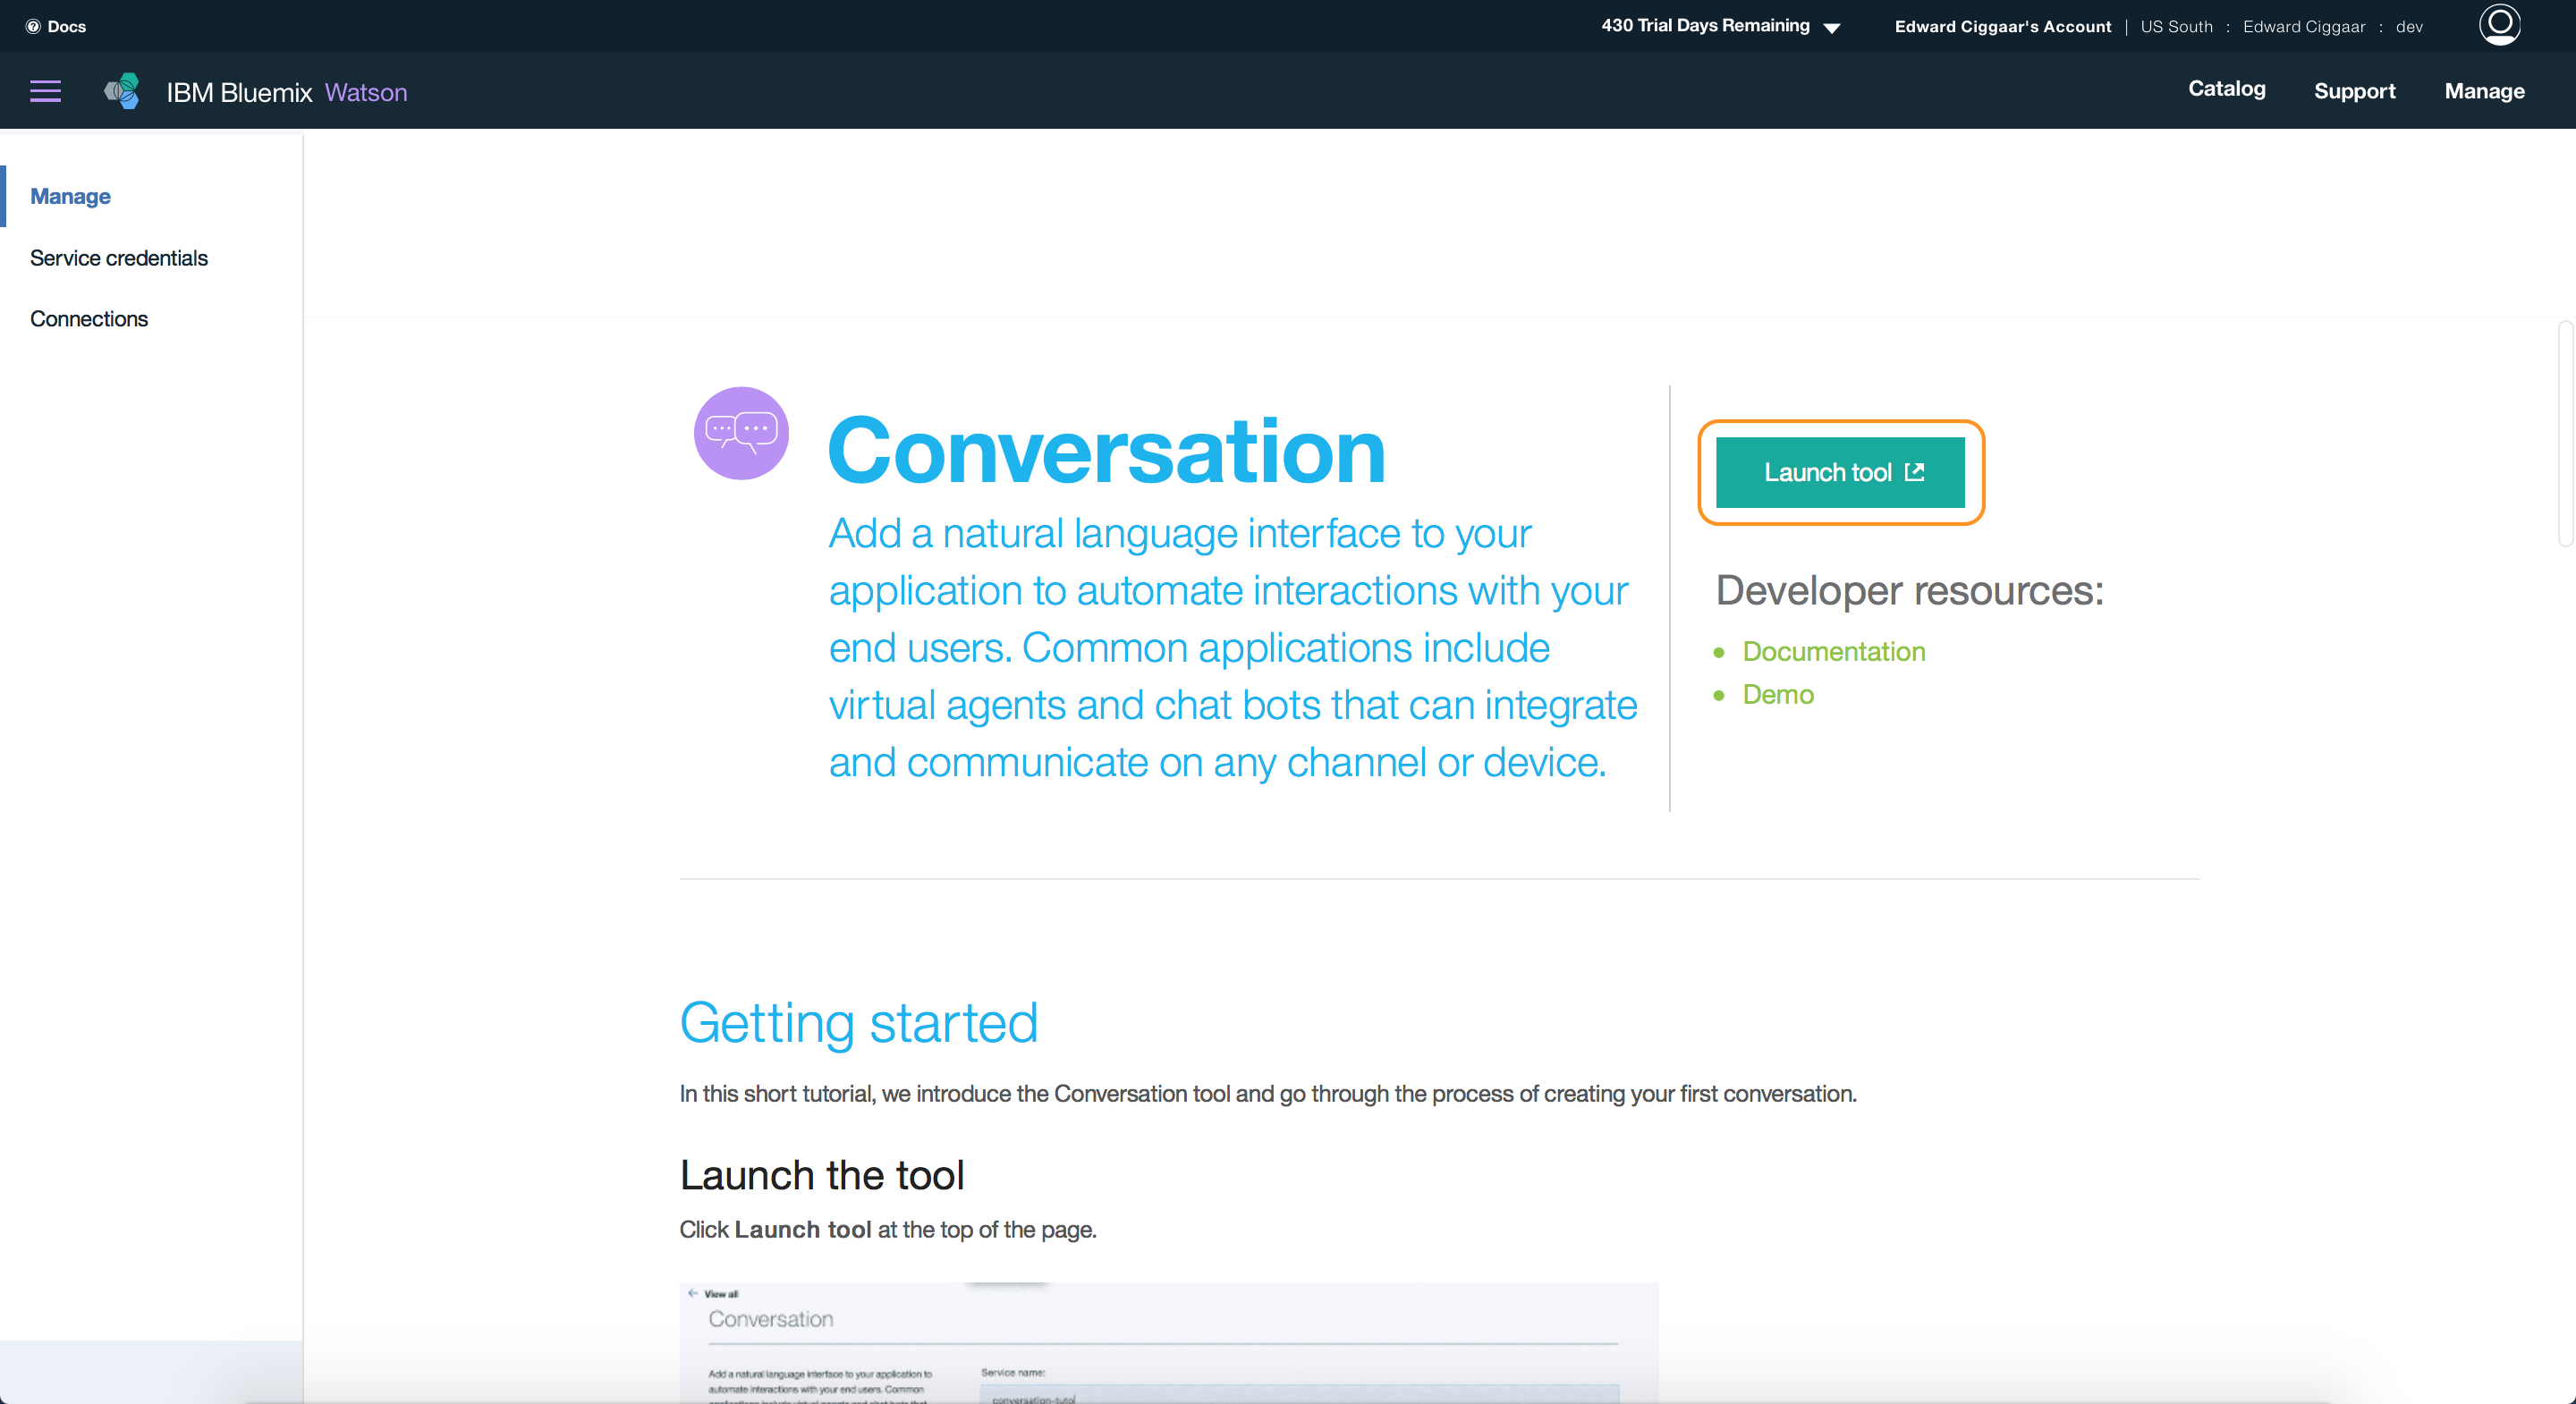 Docs
430 Trial Days Remaining
Edward Ciggaar's Account | US South : Edward Ciggaar : dev
IBM Bluemix Watson
Catalog
Support
Manage
Manage
Service credentials
Connections
Conversation
Add a natural language interface to your
application to automate interactions with your
end users. Common applications include
virtual agents and chat bots that can integrate
and communicate on any channel or device.
Launch tool
Developer resources:
Documentation
Demo
Getting started
In this short tutorial, we introduce the Conversation tool and go through the process of creating your first conversation.
Launch the tool
Click Launch tool at the top of the page.
View all
Conversation
Add a natural language interface to your application to
automate interactions with your end users. Common
Service name:
conversation-tutol